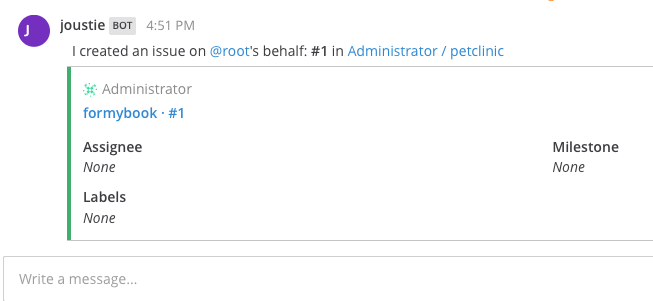 J
joustie BOT 4:51 PM
I created an issue on @root's behalf: #1 in Administrator / petclinic
Administrator
formybook · #1
Assignee Milestone
None None
Labels
None
Write a message...